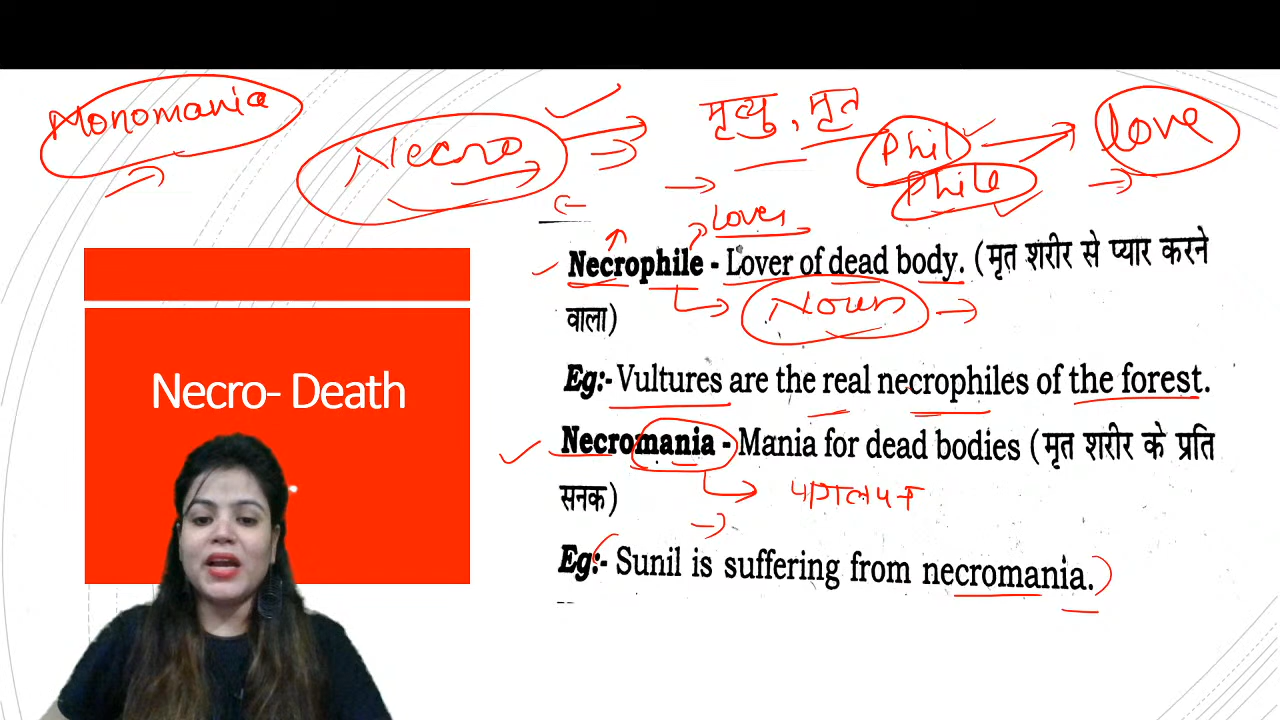 Monomania
Necro
मृत्यु, मृत
Phil
love
Phile
lover
Necrophile - Lover of dead body. (मृत शरीर से प्यार करने
वाला)
Noun
Eg:- Vultures are the real necrophiles of the forest.
Necro- Death
Necromania - Mania for dead bodies (मृत शरीर के प्रति
सनक)
पागलपन
Eg:- Sunil is suffering from necromania.